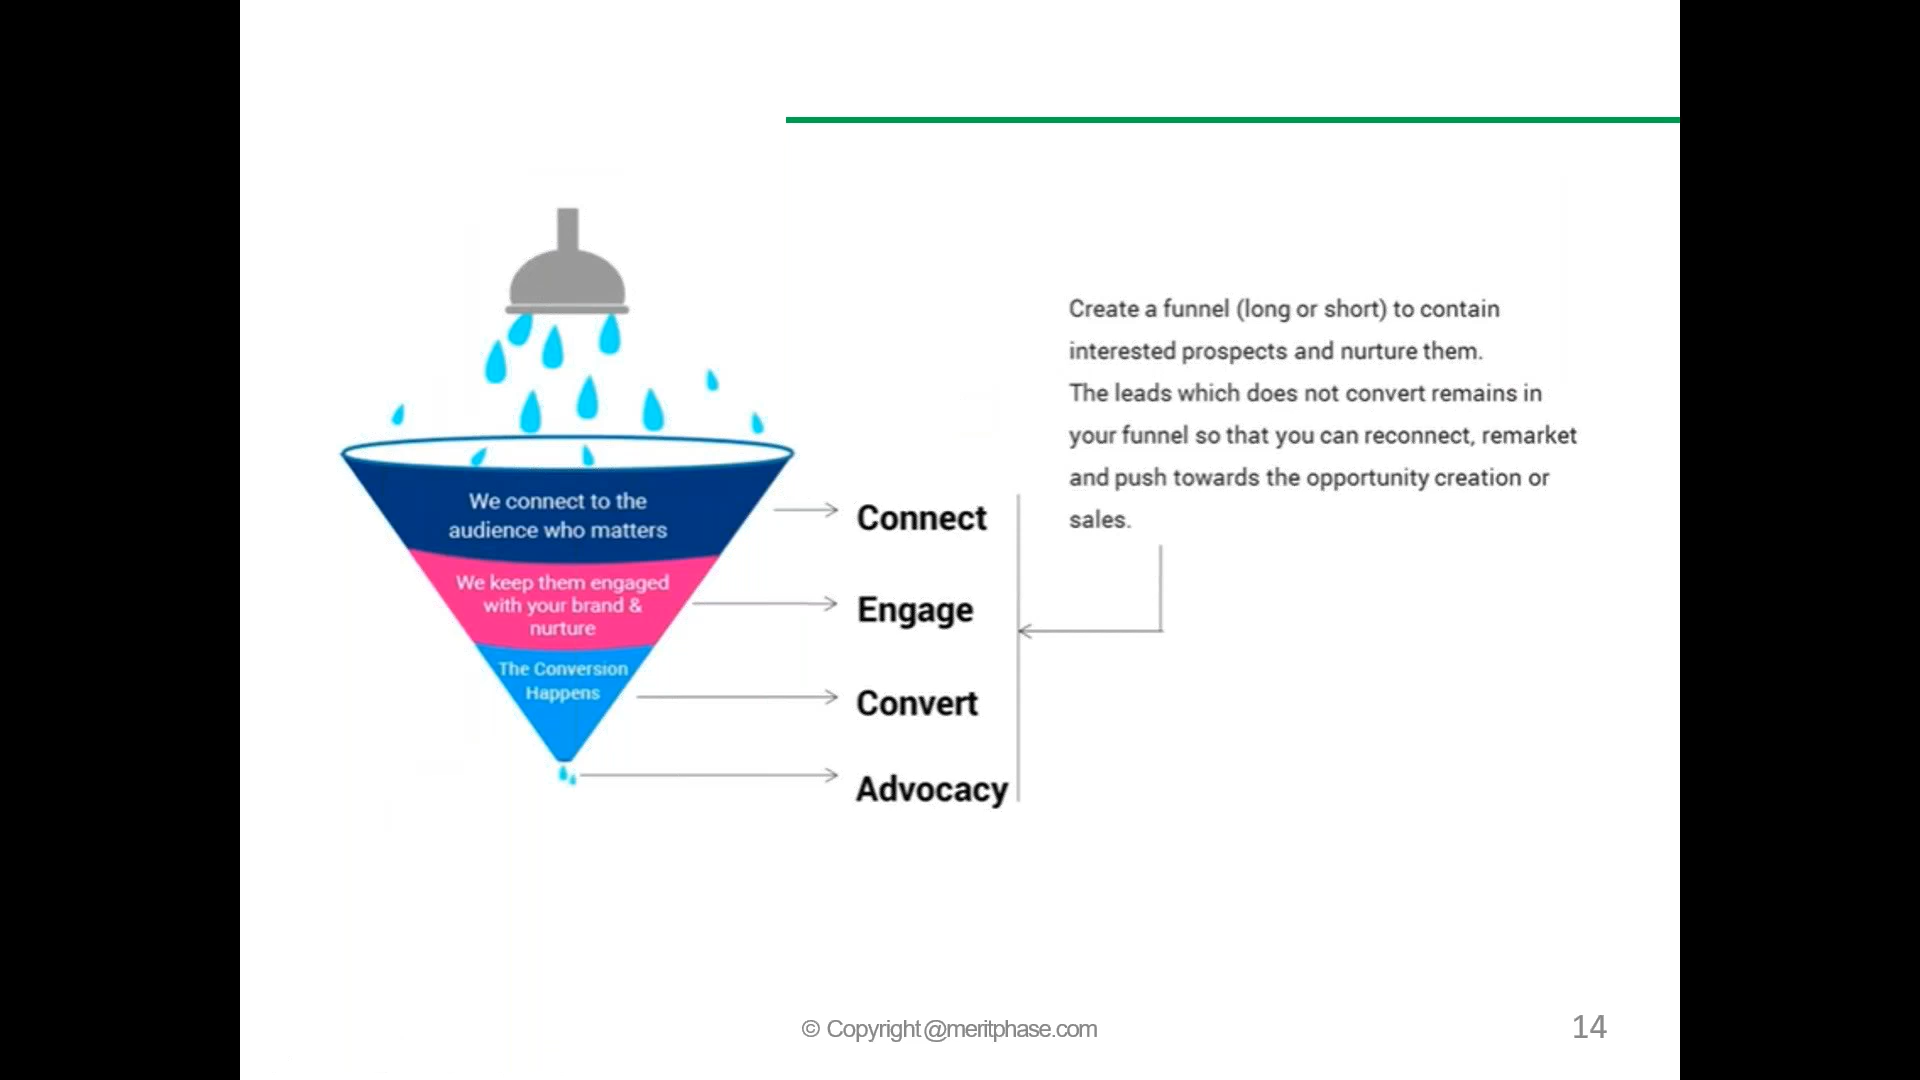 We connect to the
audience who matters
We keep them engaged
with your brand &
nurture
The Conversion
Happens
Connect
Engage
Convert
Advocacy
Create a funnel (long or short) to contain
interested prospects and nurture them.
The leads which does not convert remains in
your funnel so that you can reconnect, remarket
and push towards the opportunity creation or
sales.
© Copyright@meritphase.com
14